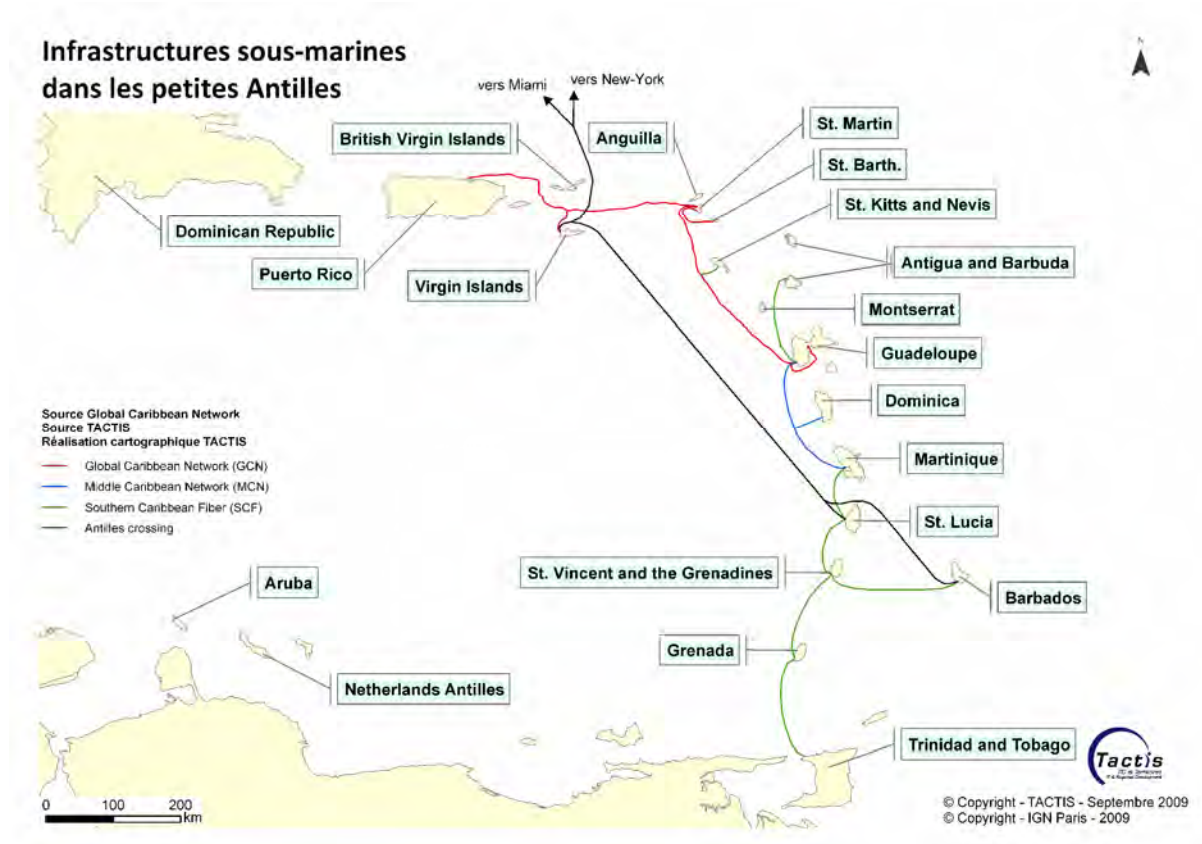 Infrastructures sous-marines
dans les petites Antilles
N
vers Miami
vers New-York
British Virgin Islands
Anguilla
St. Martin
St. Barth.
St. Kitts and Nevis
Dominican Republic
Puerto Rico
Virgin Islands
Antigua and Barbuda
Montserrat
Guadeloupe
Dominica
Martinique
St. Lucia
Source Global Caribbean Network
Source TACTIS
Réalisation cartographique TACTIS
Global Caribbean Network (GCN)
Middle Caribbean Network (MCN)
Southern Caribbean Fiber (SCF)
Antilles crossing
St. Vincent and the Grenadines
Barbados
Aruba
Grenada
Netherlands Antilles
Trinidad and Tobago
Tactis
0 100 200
km
© Copyright - TACTIS - Septembre 2009
© Copyright - IGN Paris - 2009